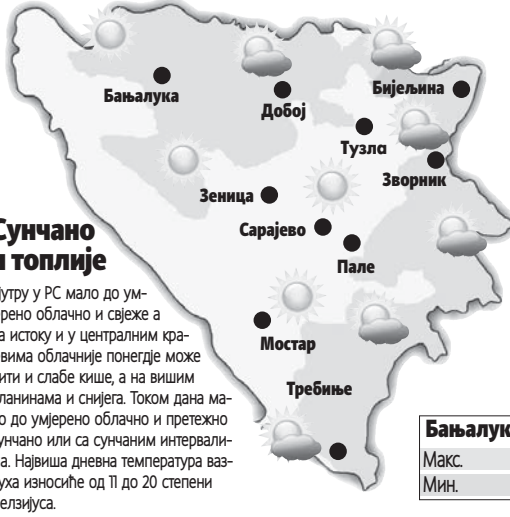 Бањалука
Добој
Бијељина
Тузла
Зворник
Зеница
Сарајево
Пале
Мостар
Требиње
Сунчано
и топлије
јутру у РС мало до ум-
јерено облачно и свјеже а
а истоку и у централним кра-
евима облачније понегдје може
ити и слабе кише, а на вишим
ланинама и снијега. Током дана ма-
о до умјерено облачно и претежно
унчано или са сунчаним интервали-
а. Највиша дневна температура ваз-
уха износиће од 11 до 20 степени
елзијуса.
Бањалук
Макс.
Мин.